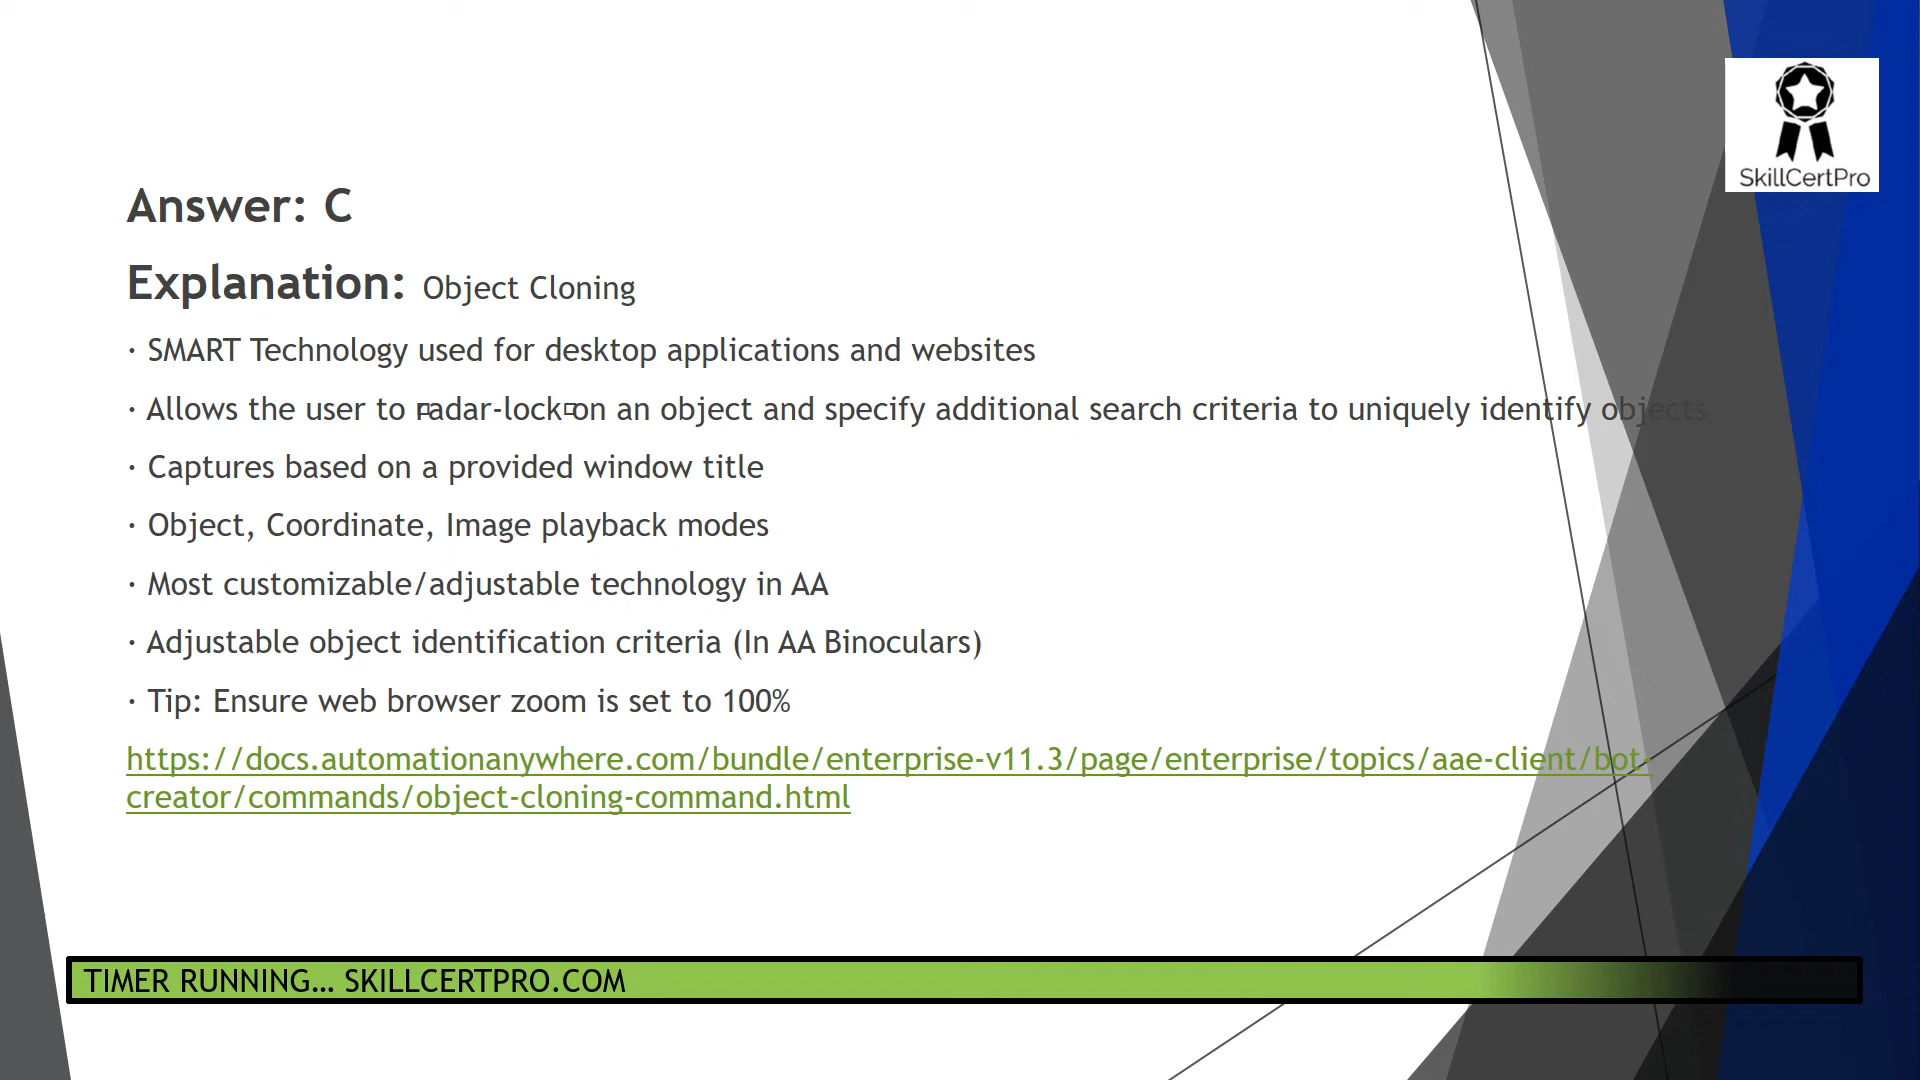 SkillCertPro
Answer: C
Explanation: Object Cloning
· SMART Technology used for desktop applications and websites
· Allows the user to radar-lock on an object and specify additional search criteria to uniquely identify objects
· Captures based on a provided window title
· Object, Coordinate, Image playback modes
· Most customizable/adjustable technology in AA
· Adjustable object identification criteria (In AA Binoculars)
· Tip: Ensure web browser zoom is set to 100%
https://docs.automationanywhere.com/bundle/enterprise-v11.3/page/enterprise/topics/aae-client/bot-
creator/commands/object-cloning-command.html
TIMER RUNNING... SKILLCERTPRO.COM